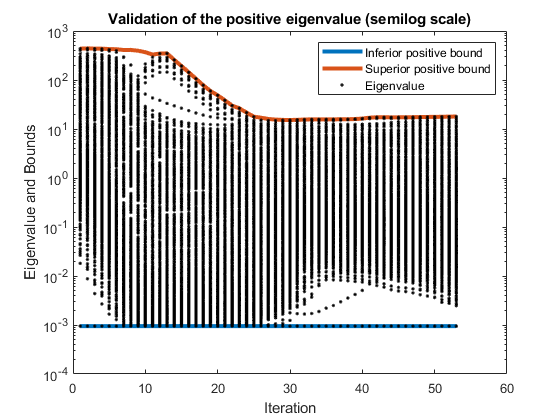 Validation of the positive eigenvalue (semilog scale)
Inferior positive bound
Superior positive bound
Eigenvalue
Eigenvalue and Bounds
10^3
10^2
10^1
10^0
10^-1
10^-2
10^-3
10^-4
0 10 20 30 40 50 60
Iteration